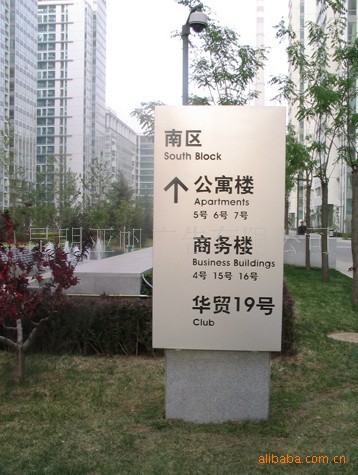 南区
South Block
公寓楼
Apartments
5号 6号 7号
商务楼
Business Buildings
4号 15号 16号
华贸19号
Club
alibaba.com.cn